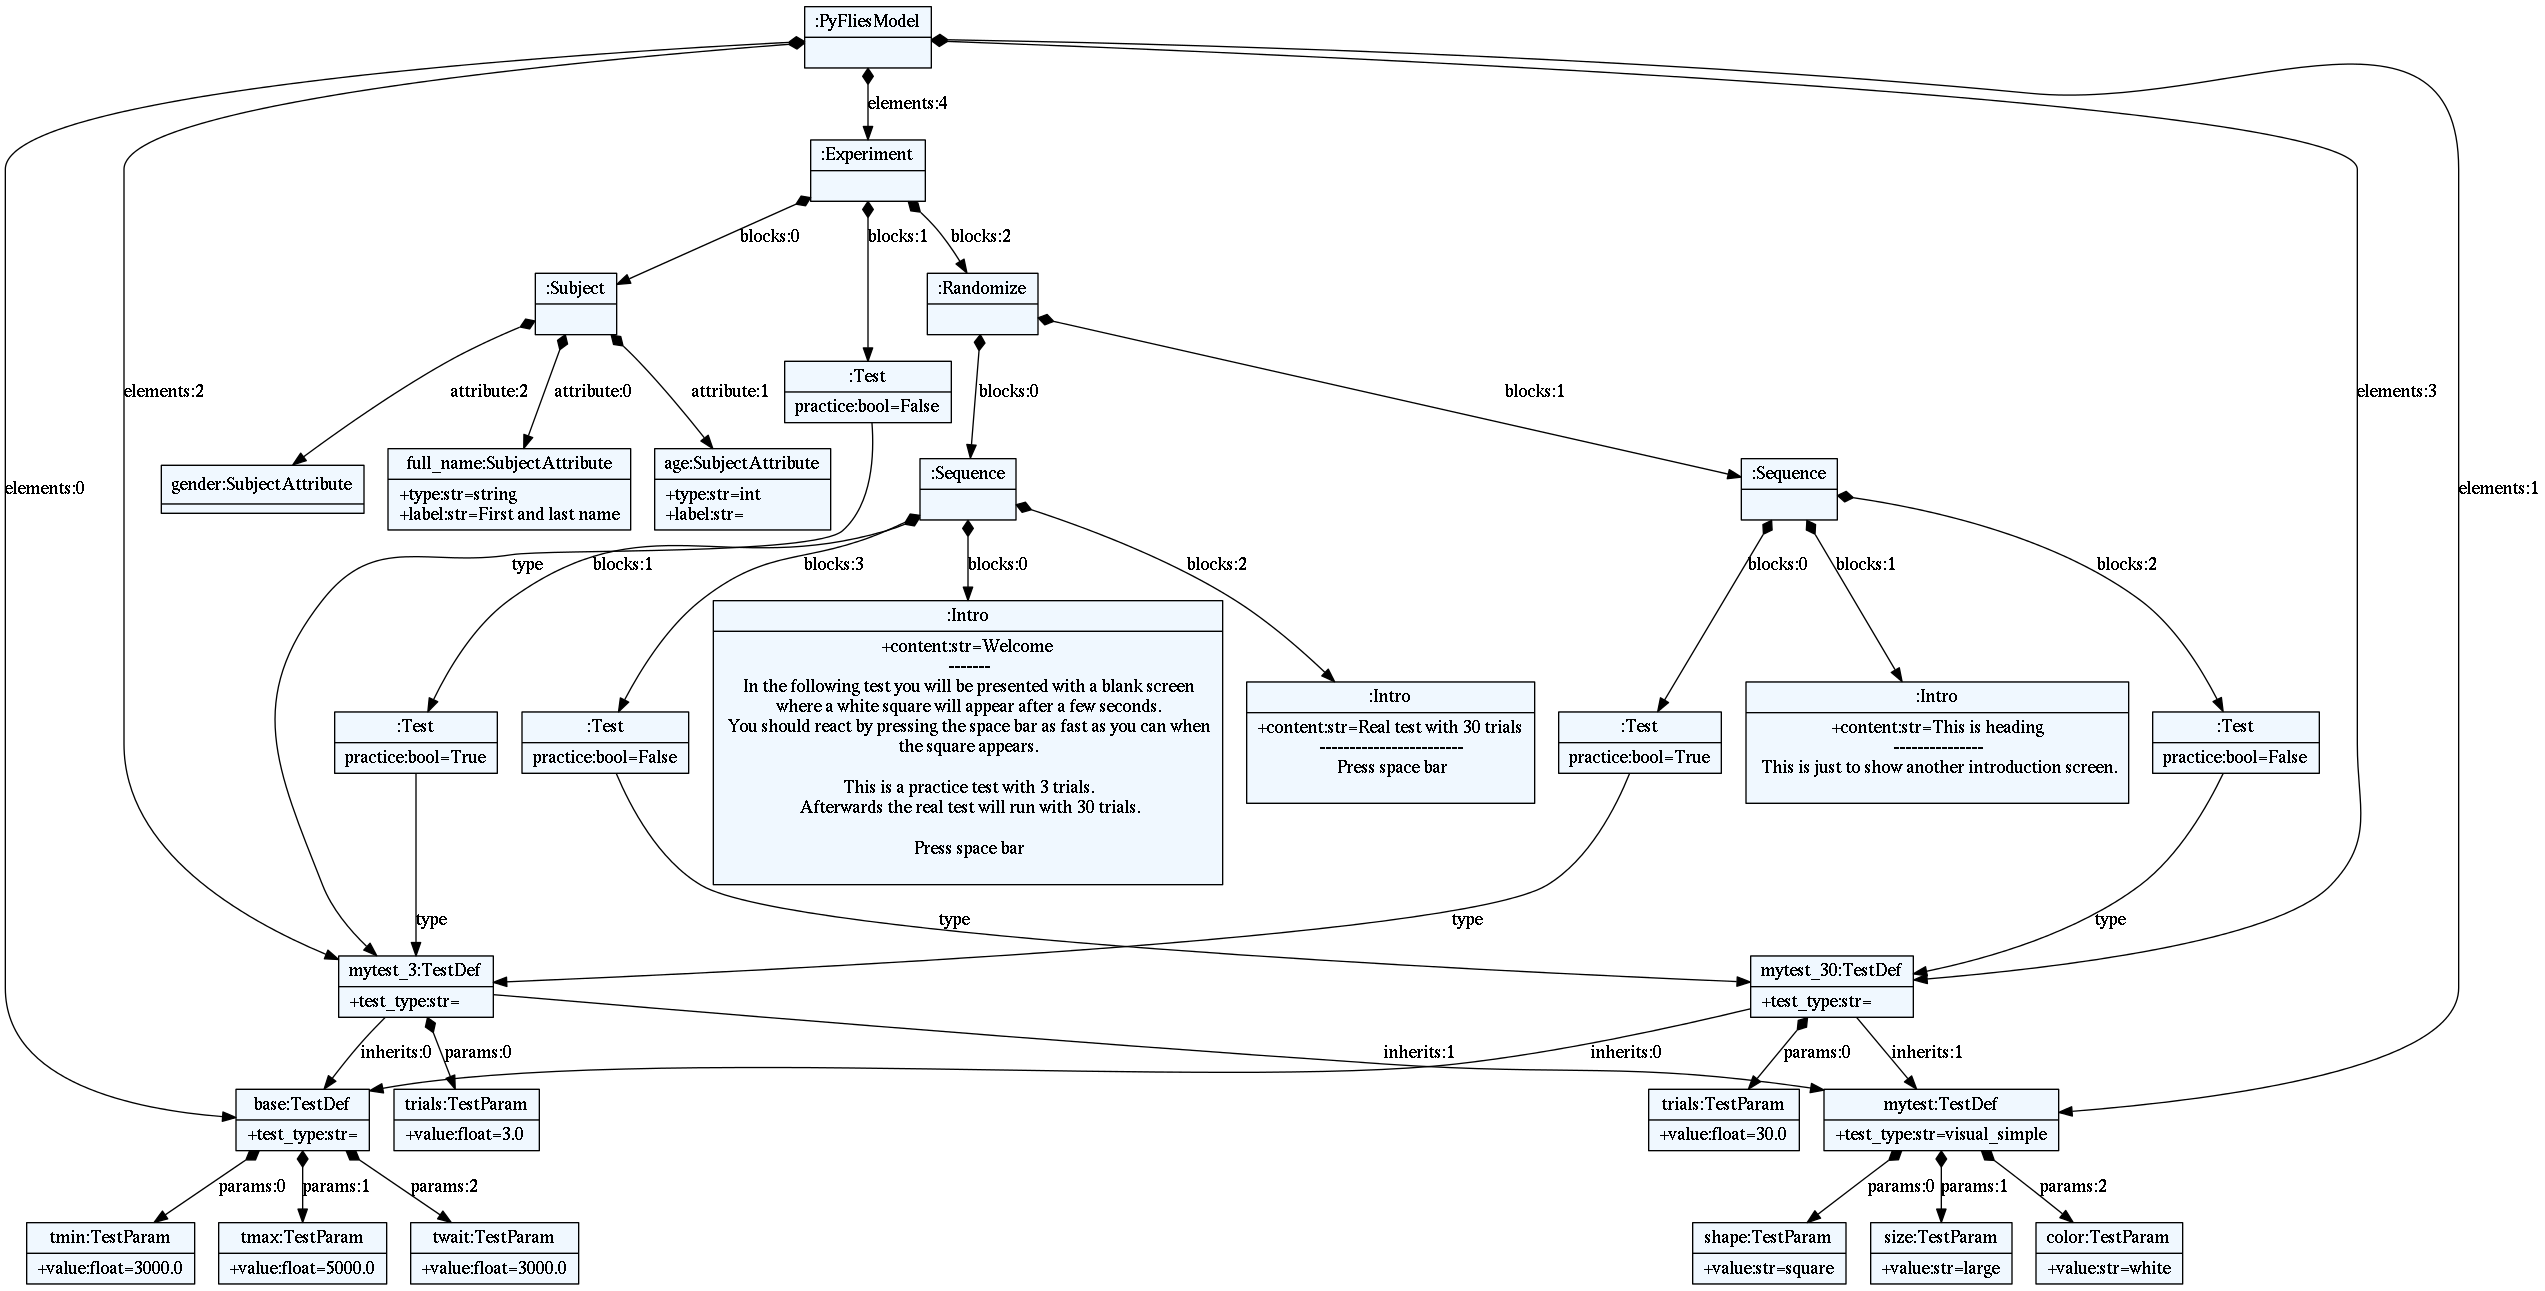 :PyFliesModel
elements:4
:Experiment
blocks:0
blocks:1
blocks:2
:Subject
:Randomize
elements:2
attribute:2
attribute:0
attribute:1
:Test
practice:bool=False
blocks:0
blocks:1
elements:3
elements:0
elements:1
gender:SubjectAttribute
full_name:SubjectAttribute
+type:str=string
+label:str=First and last name
age:SubjectAttribute
+type:str=int
+label:str=
:Sequence
:Sequence
type
blocks:1
blocks:3
blocks:0
blocks:2
blocks:0
blocks:1
blocks:2
:Test
practice:bool=True
:Test
practice:bool=False
:Intro
+content:str=Welcome
-------
In the following test you will be presented with a blank screen
where a white square will appear after a few seconds.
You should react by pressing the space bar as fast as you can when
the square appears.
This is a practice test with 3 trials.
Afterwards the real test will run with 30 trials.
Press space bar
:Intro
+content:str=Real test with 30 trials
------------------------
Press space bar
:Test
practice:bool=True
:Intro
+content:str=This is heading
---------------
This is just to show another introduction screen.
:Test
practice:bool=False
type
type
type
type
mytest_3:TestDef
+test_type:str=
mytest_30:TestDef
+test_type:str=
inherits:0
params:0
inherits:1
inherits:0
params:0
inherits:1
base:TestDef
+test_type:str=
trials:TestParam
+value:float=3.0
trials:TestParam
+value:float=30.0
mytest:TestDef
+test_type:str=visual_simple
params:0
params:1
params:2
params:0
params:1
params:2
tmin:TestParam
+value:float=3000.0
tmax:TestParam
+value:float=5000.0
twait:TestParam
+value:float=3000.0
shape:TestParam
+value:str=square
size:TestParam
+value:str=large
color:TestParam
+value:str=white